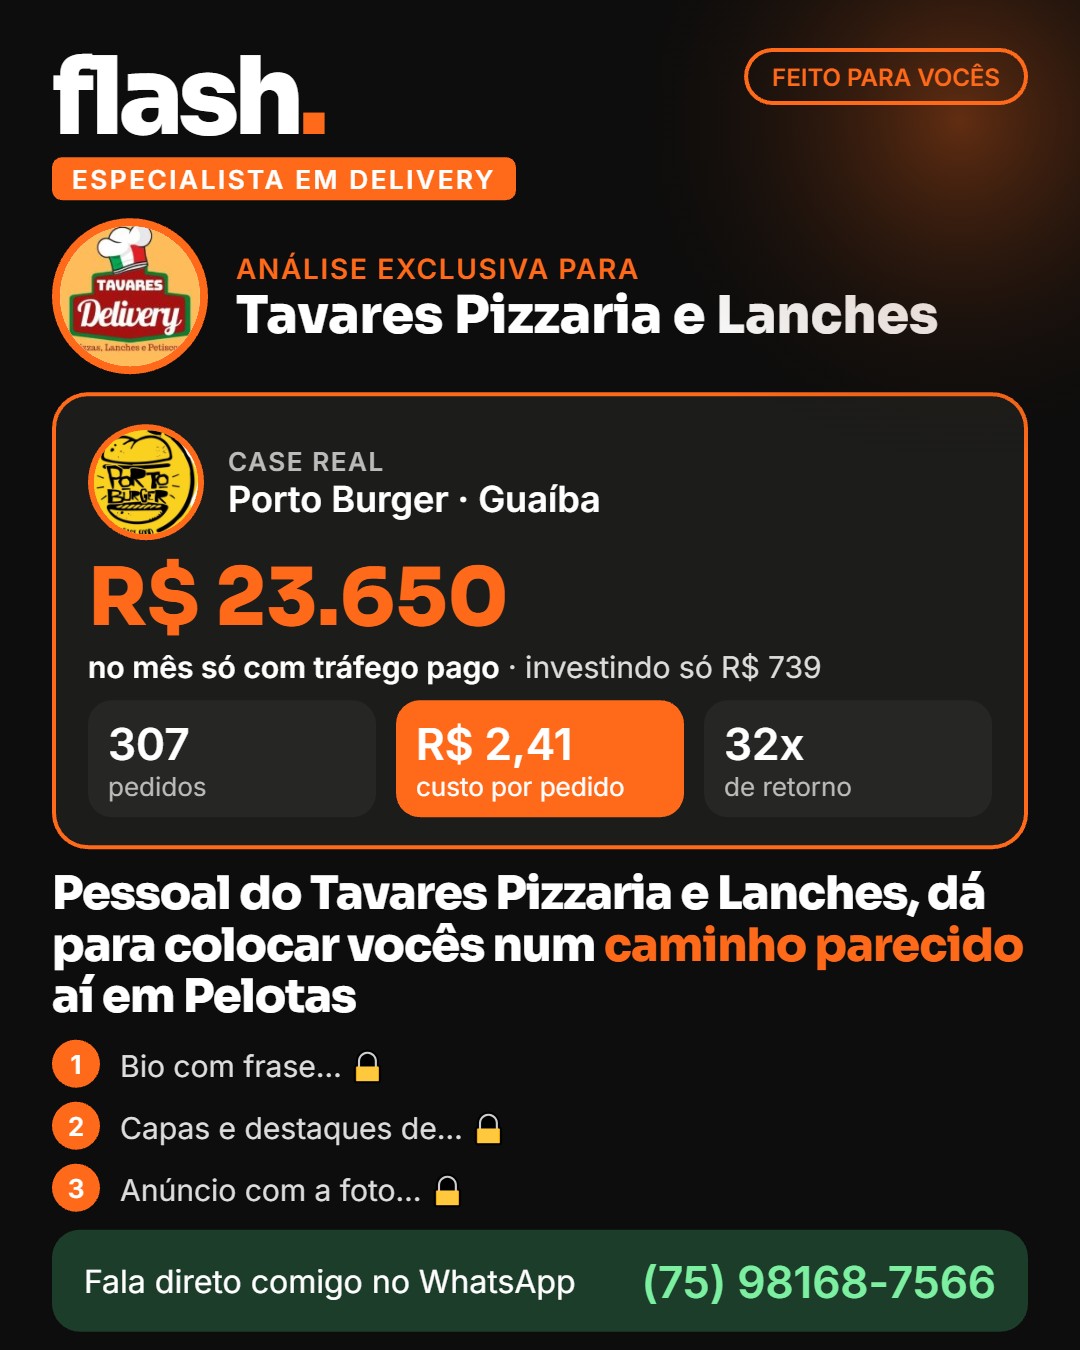 flash.
FEITO PARA VOCÊS
ESPECIALISTA EM DELIVERY
TAVARES
Delivery
Lanches e Petisco
ANÁLISE EXCLUSIVA PARA
Tavares Pizzaria e Lanches
PORTO
BURGER
CASE REAL
Porto Burger · Guaíba
R$ 23.650
no mês só com tráfego pago · investindo só R$ 739
307
pedidos
R$ 2,41
custo por pedido
32x
de retorno
Pessoal do Tavares Pizzaria e Lanches, dá
para colocar vocês num caminho parecido
aí em Pelotas
1 Bio com frase...
2 Capas e destaques de...
3 Anúncio com a foto...
Fala direto comigo no WhatsApp (75) 98168-7566